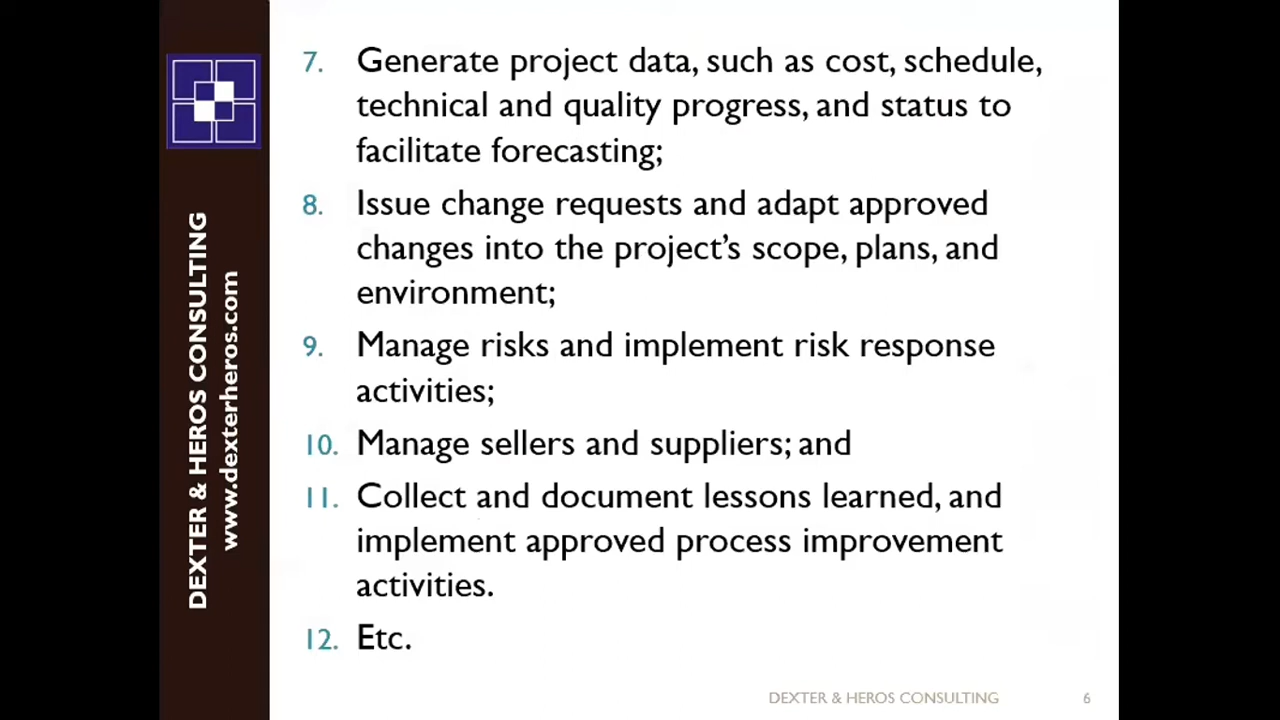 DEXTER & HEROS CONSULTING
www.dexterheros.com
7. Generate project data, such as cost, schedule,
technical and quality progress, and status to
facilitate forecasting;
8. Issue change requests and adapt approved
changes into the project’s scope, plans, and
environment;
9. Manage risks and implement risk response
activities;
10. Manage sellers and suppliers; and
11. Collect and document lessons learned, and
implement approved process improvement
activities.
12. Etc.
DEXTER & HEROS CONSULTING 6